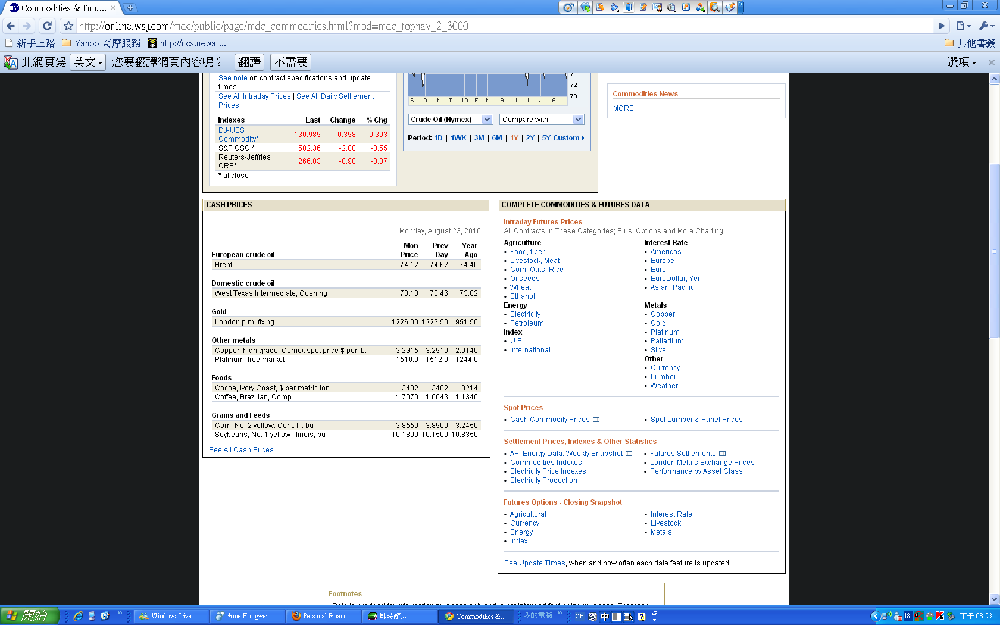 Commodities & Futu...
http://online.wsj.com/mdc/public/page/mdc_commodities.html?mod=mdc_topnav_2_3000
新手上路 Yahoo!奇摩服務 http://ncs.newar... 其他書籤
此網頁為 英文 您要翻譯網頁內容嗎？ 翻譯 不需要 選項
See note on contract specifications and update
times.
See All Intraday Prices | See All Daily Settlement
Prices
Indexes Last Change % Chg
DJ-UBS
Commodity* 130.989 -0.398 -0.303
S&P GSCI* 502.36 -2.80 -0.55
Reuters-Jeffries
CRB* 266.03 -0.98 -0.37
* at close
74
72
70
S O N D 10 F M A M J J A
Crude Oil (Nymex) Compare with:
Period: 1D | 1WK | 3M | 6M | 1Y | 2Y | 5Y Custom
Commodities News
MORE
CASH PRICES
Monday, August 23, 2010
Mon Prev Year
European crude oil Price Day Ago
Brent 74.12 74.62 74.40
Domestic crude oil
West Texas Intermediate, Cushing 73.10 73.46 73.82
Gold
London p.m. fixing 1226.00 1223.50 951.50
Other metals
Copper, high grade: Comex spot price $ per lb. 3.2915 3.2910 2.9140
Platinum: free market 1510.0 1512.0 1244.0
Foods
Cocoa, Ivory Coast, $ per metric ton 3402 3402 3214
Coffee, Brazilian, Comp. 1.7070 1.6643 1.1340
Grains and Feeds
Corn, No. 2 yellow. Cent. Ill. bu 3.8550 3.8900 3.2450
Soybeans, No. 1 yellow Illinois, bu 10.1800 10.1500 10.8350
See All Cash Prices
COMPLETE COMMODITIES & FUTURES DATA
Intraday Futures Prices
All Contracts in These Categories; Plus, Options and More Charting
Agriculture
• Food, fiber
• Livestock, Meat
• Corn, Oats, Rice
• Oilseeds
• Wheat
• Ethanol
Energy
• Electricity
• Petroleum
Index
• U.S.
• International
Interest Rate
• Americas
• Europe
• Euro
• EuroDollar, Yen
• Asian, Pacific
Metals
• Copper
• Gold
• Platinum
• Palladium
• Silver
Other
• Currency
• Lumber
• Weather
Spot Prices
• Cash Commodity Prices • Spot Lumber & Panel Prices
Settlement Prices, Indexes & Other Statistics
• API Energy Data: Weekly Snapshot • Futures Settlements
• Commodities Indexes • London Metals Exchange Prices
• Electricity Price Indexes • Performance by Asset Class
• Electricity Production
Futures Options - Closing Snapshot
• Agricultural • Interest Rate
• Currency • Livestock
• Energy • Metals
• Index
See Update Times, when and how often each data feature is updated
Footnotes
開始 Windows Live ... *one Hongwei... Personal Financ... 即時辭典 Commodities &... 我的電腦 CH 中 18 下午 08:53